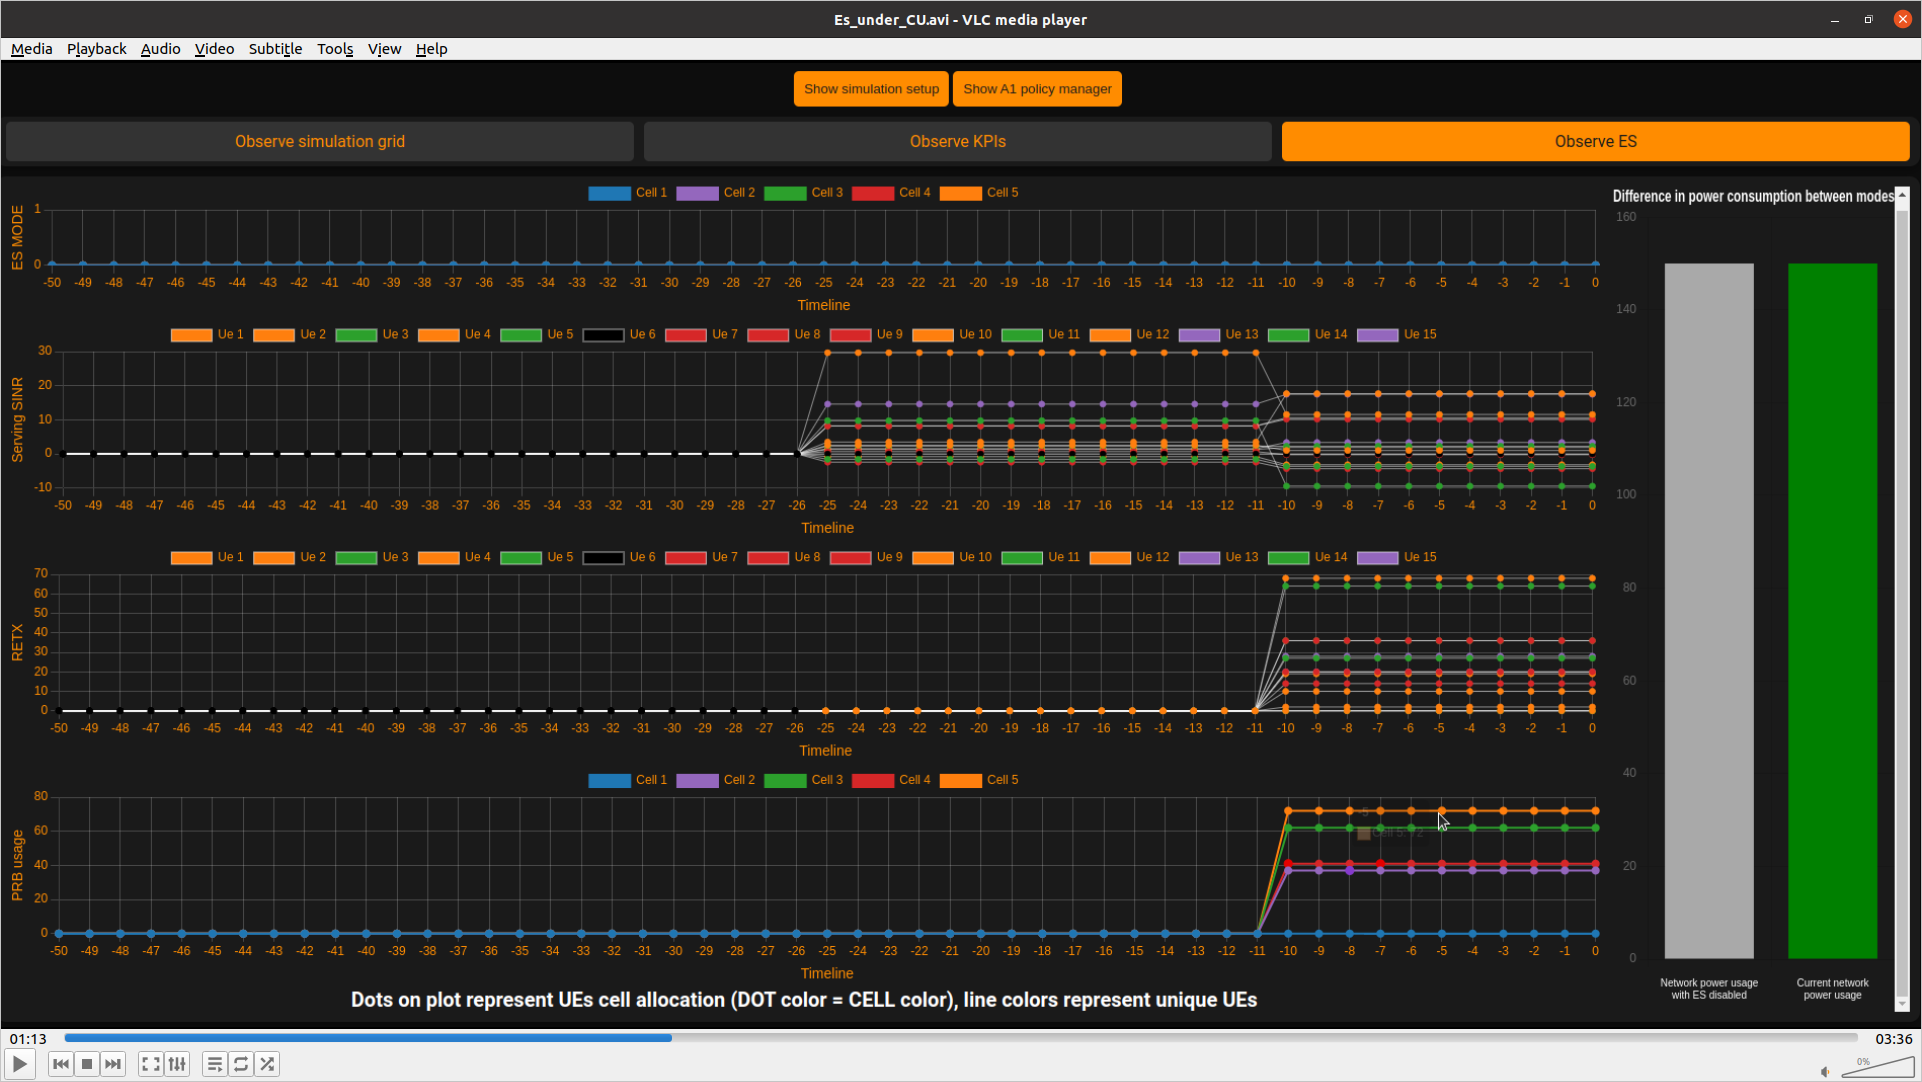 Es_under_CU.avi - VLC media player
Media Playback Audio Video Subtitle Tools View Help
Show simulation setup Show A1 policy manager
Observe simulation grid Observe KPIs Observe ES
Cell 1 Cell 2 Cell 3 Cell 4 Cell 5
ES MODE
1
0
-50 -49 -48 -47 -46 -45 -44 -43 -42 -41 -40 -39 -38 -37 -36 -35 -34 -33 -32 -31 -30 -29 -28 -27 -26 -25 -24 -23 -22 -21 -20 -19 -18 -17 -16 -15 -14 -13 -12 -11 -10 -9 -8 -7 -6 -5 -4 -3 -2 -1 0
Timeline
Ue 1 Ue 2 Ue 3 Ue 4 Ue 5 Ue 6 Ue 7 Ue 8 Ue 9 Ue 10 Ue 11 Ue 12 Ue 13 Ue 14 Ue 15
Serving SINR
30
20
10
0
-10
-50 -49 -48 -47 -46 -45 -44 -43 -42 -41 -40 -39 -38 -37 -36 -35 -34 -33 -32 -31 -30 -29 -28 -27 -26 -25 -24 -23 -22 -21 -20 -19 -18 -17 -16 -15 -14 -13 -12 -11 -10 -9 -8 -7 -6 -5 -4 -3 -2 -1 0
Timeline
Ue 1 Ue 2 Ue 3 Ue 4 Ue 5 Ue 6 Ue 7 Ue 8 Ue 9 Ue 10 Ue 11 Ue 12 Ue 13 Ue 14 Ue 15
RETX
70
60
50
40
30
20
10
0
-50 -49 -48 -47 -46 -45 -44 -43 -42 -41 -40 -39 -38 -37 -36 -35 -34 -33 -32 -31 -30 -29 -28 -27 -26 -25 -24 -23 -22 -21 -20 -19 -18 -17 -16 -15 -14 -13 -12 -11 -10 -9 -8 -7 -6 -5 -4 -3 -2 -1 0
Timeline
Cell 1 Cell 2 Cell 3 Cell 4 Cell 5
PRB usage
80
60
40
20
0
-5
Cell 5: 72
-50 -49 -48 -47 -46 -45 -44 -43 -42 -41 -40 -39 -38 -37 -36 -35 -34 -33 -32 -31 -30 -29 -28 -27 -26 -25 -24 -23 -22 -21 -20 -19 -18 -17 -16 -15 -14 -13 -12 -11 -10 -9 -8 -7 -6 -5 -4 -3 -2 -1 0
Timeline
Dots on plot represent UEs cell allocation (DOT color = CELL color), line colors represent unique UEs
Difference in power consumption between modes
160
140
120
100
80
60
40
20
0
Network power usage
with ES disabled
Current network
power usage
01:13 03:36
0%